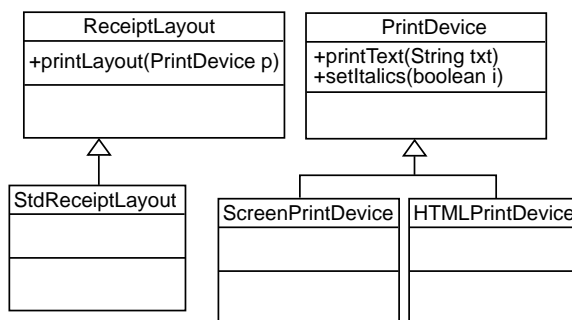 ReceiptLayout
+printLayout(PrintDevice p)
PrintDevice
+printText(String txt)
+setItalics(boolean i)
StdReceiptLayout
ScreenPrintDevice
HTMLPrintDevice